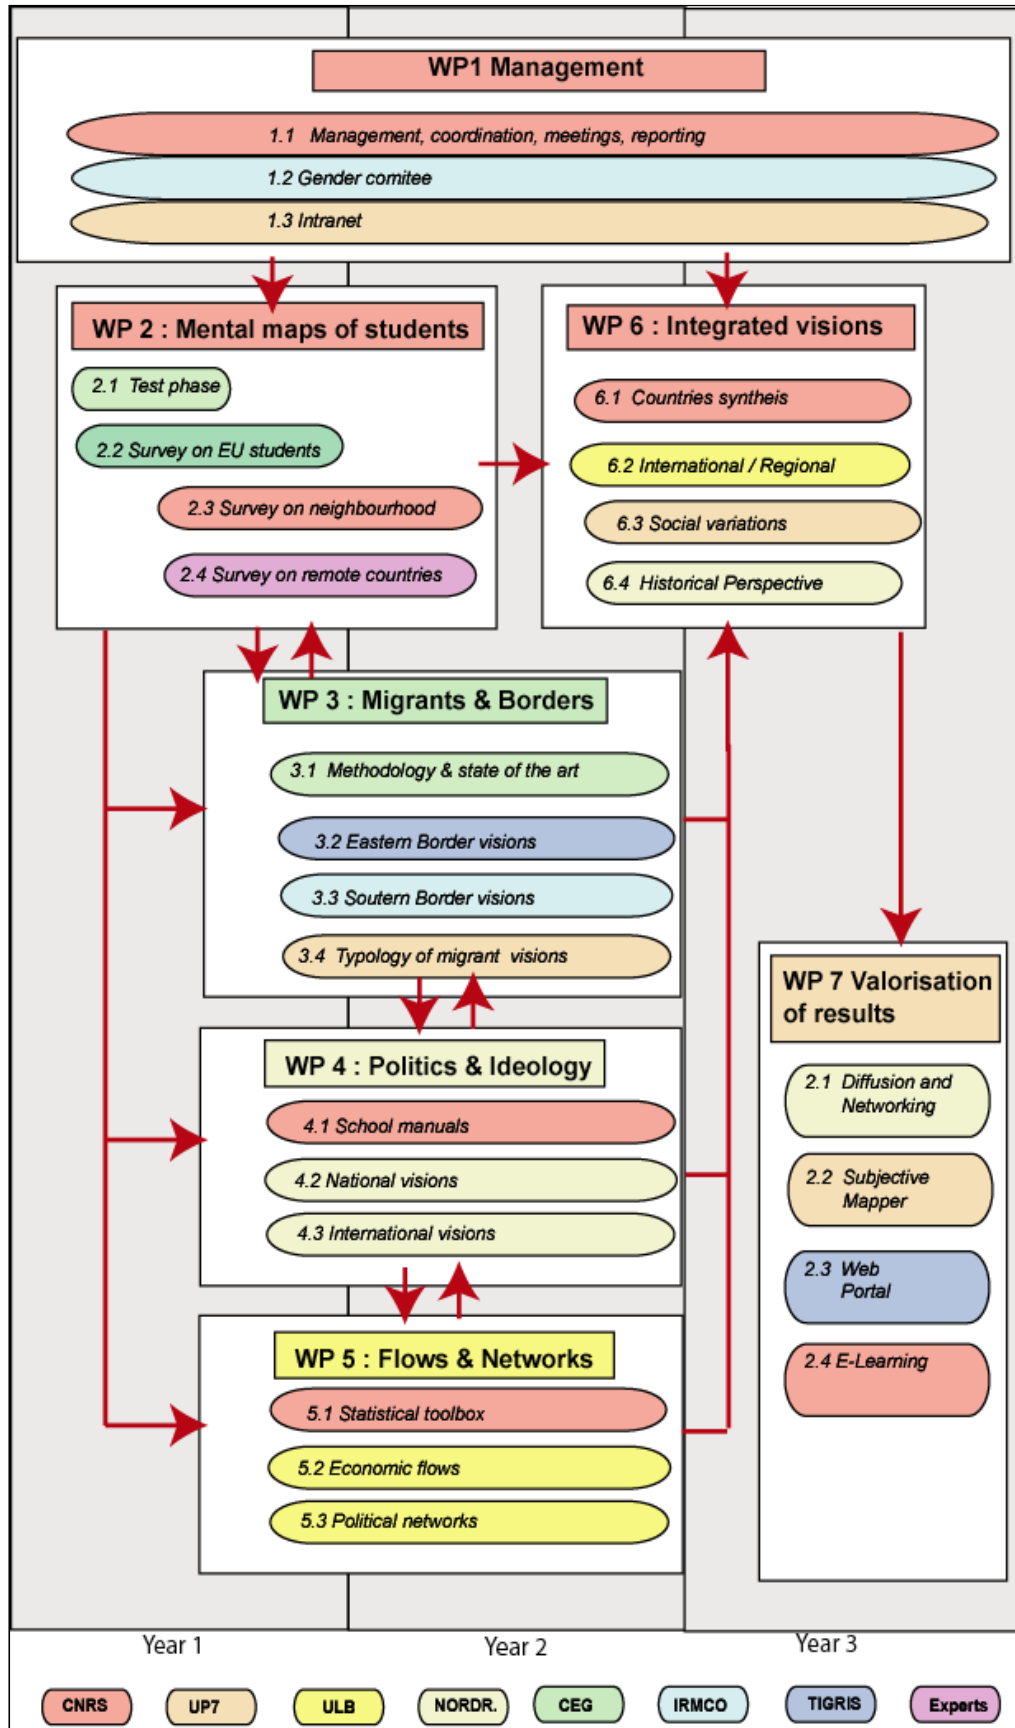 WP1 Management
1.1 Management, coordination, meetings, reporting
1.2 Gender comitee
1.3 Intranet
WP 2 : Mental maps of students
2.1 Test phase
2.2 Survey on EU students
2.3 Survey on neighbourhood
2.4 Survey on remote countries
WP 6 : Integrated visions
6.1 Countries syntheis
6.2 International / Regional
6.3 Social variations
6.4 Historical Perspective
WP 3 : Migrants & Borders
3.1 Methodology & state of the art
3.2 Eastern Border visions
3.3 Soutern Border visions
3.4 Typology of migrant visions
WP 4 : Politics & Ideology
4.1 School manuals
4.2 National visions
4.3 International visions
WP 5 : Flows & Networks
5.1 Statistical toolbox
5.2 Economic flows
5.3 Political networks
WP 7 Valorisation
of results
2.1 Diffusion and
Networking
2.2 Subjective
Mapper
2.3 Web
Portal
2.4 E-Learning
Year 1
Year 2
Year 3
CNRS
UP7
ULB
NORDR.
CEG
IRMCO
TIGRIS
Experts